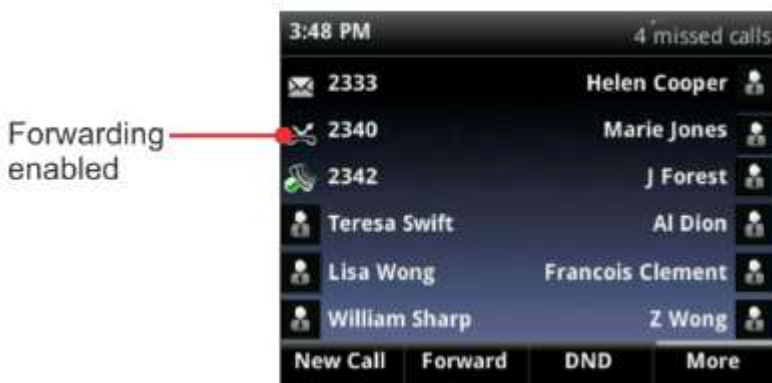 3:48 PM 4 missed calls
2333 Helen Cooper
Forwarding enabled
2340 Marie Jones
2342 J Forest
Teresa Swift Al Dion
Lisa Wong Francois Clement
William Sharp Z Wong
New Call Forward DND More